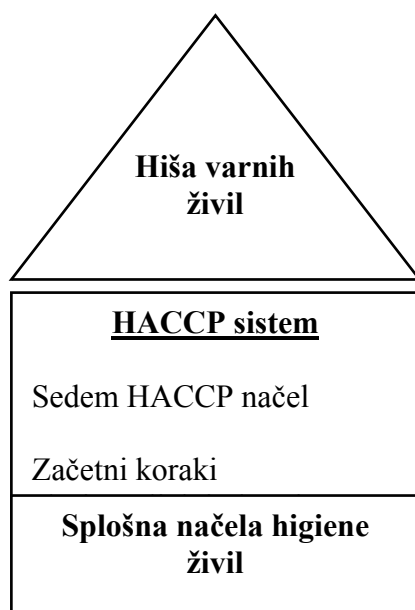 Hiša varnih
živil
HACCP sistem
Sedem HACCP načel
Začetni koraki
Splošna načela higiene
živil